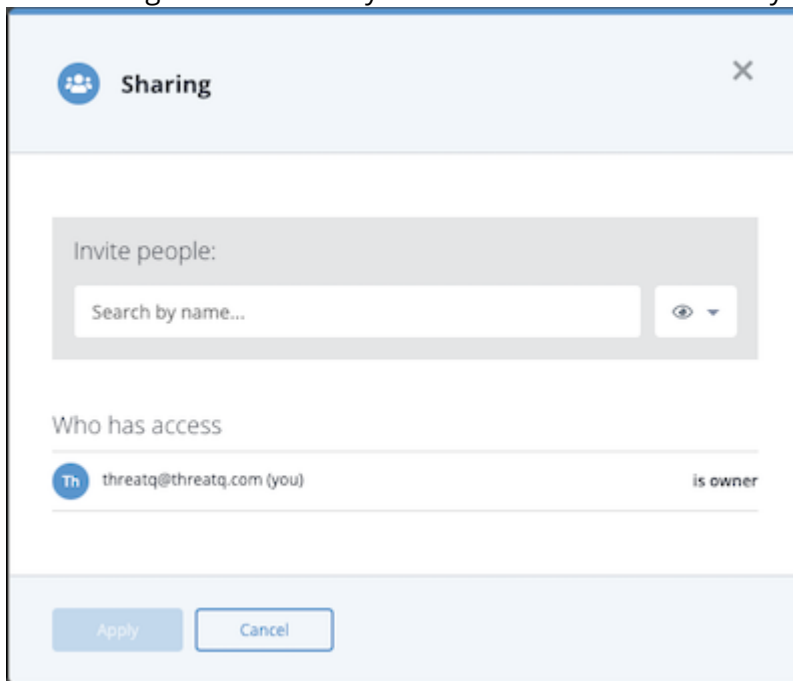 Sharing
Invite people:
Search by name...
Who has access
Th threatq@threatq.com (you) is owner
Apply Cancel